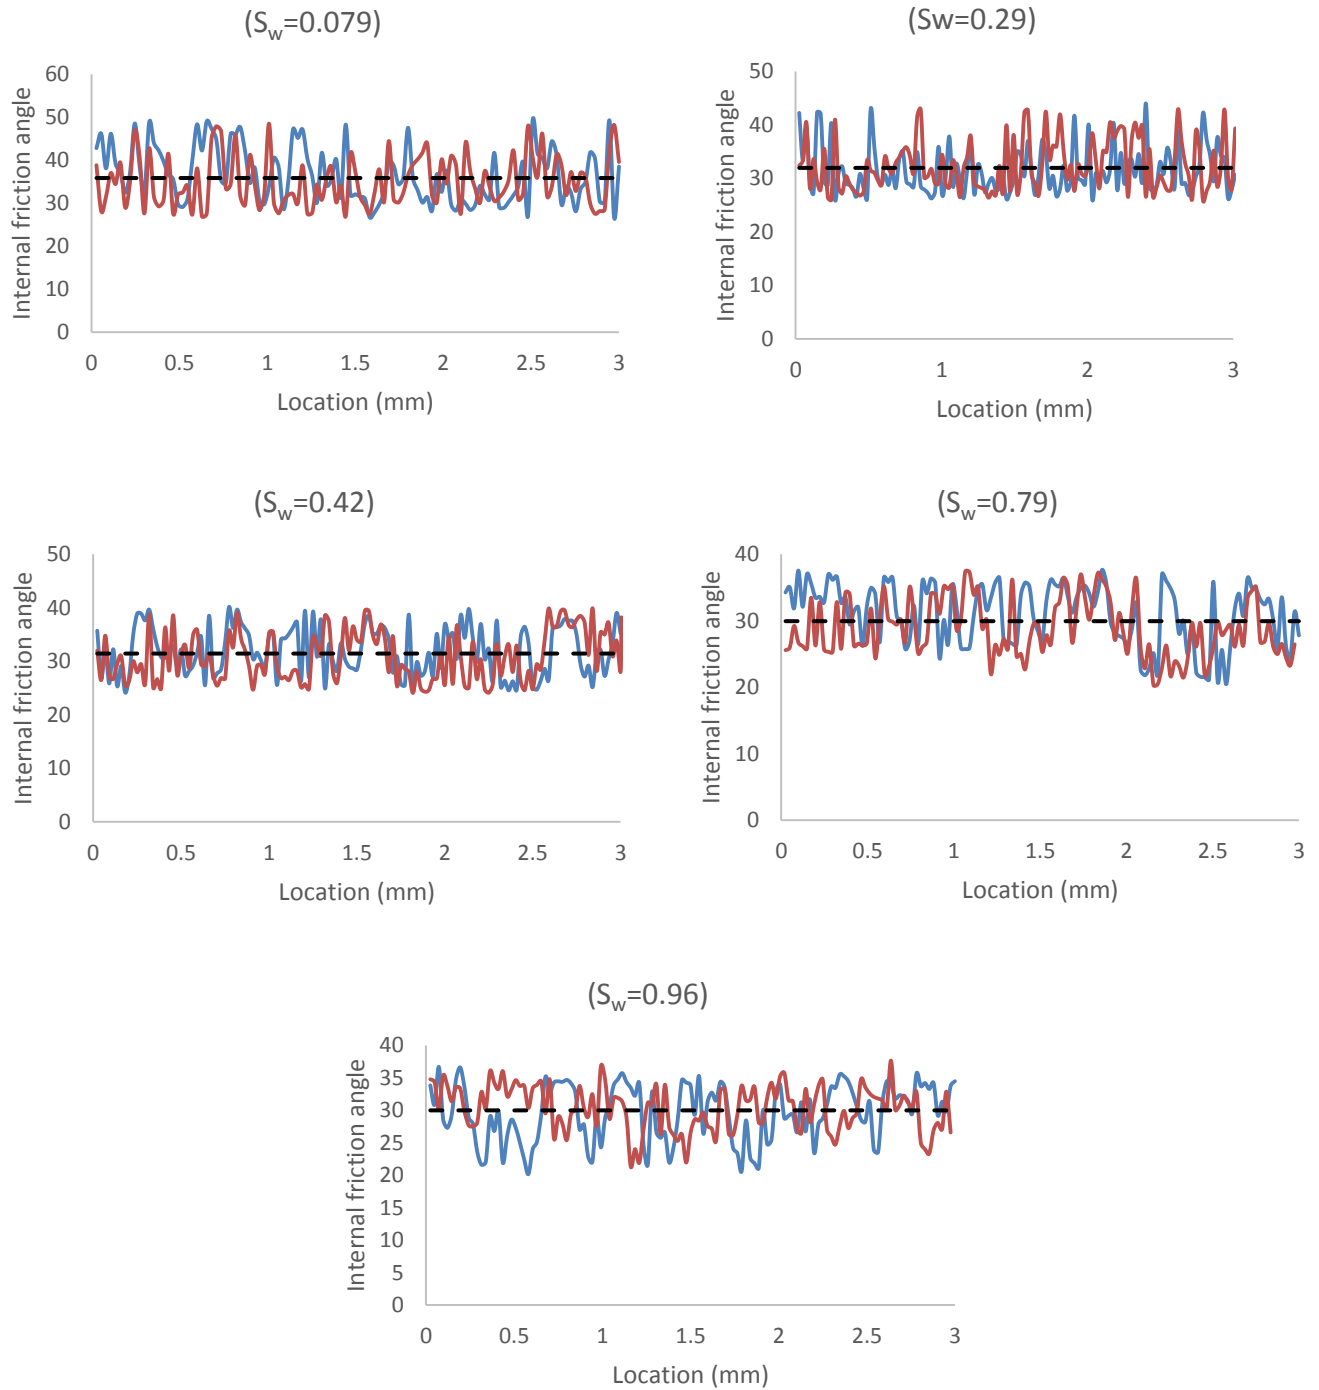 (Sw=0.079)
Internal friction angle
60
50
40
30
20
10
0
0 0.5 1 1.5 2 2.5 3
Location (mm)
(Sw=0.29)
Internal friction angle
50
40
30
20
10
0
0 1 2 3
Location (mm)
(Sw=0.42)
Internal friction angle
50
40
30
20
10
0
0 0.5 1 1.5 2 2.5 3
Location (mm)
(Sw=0.79)
Internal friction angle
40
30
20
10
0
0 0.5 1 1.5 2 2.5 3
Location (mm)
(Sw=0.96)
Internal friction angle
40
35
30
25
20
15
10
5
0
0 0.5 1 1.5 2 2.5 3
Location (mm)